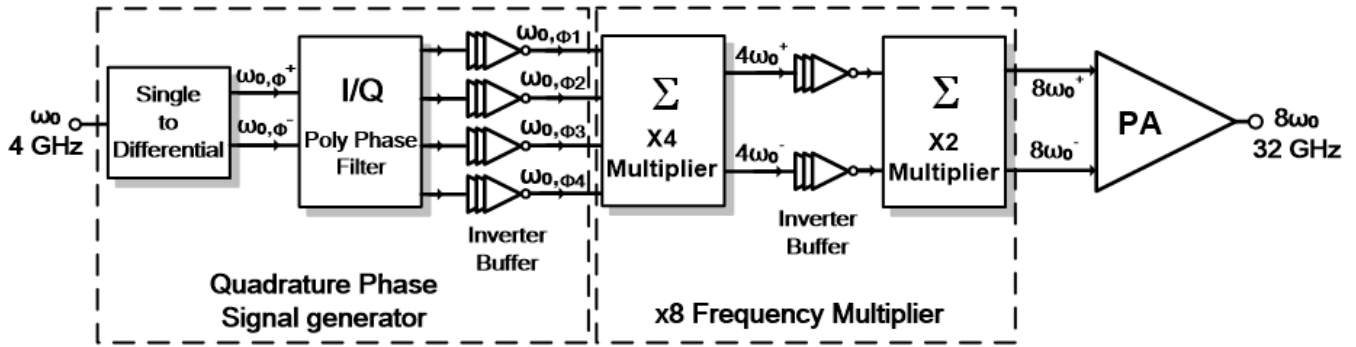 ω₀
4 GHz
Single
to
Differential
ω₀,Φ⁺
ω₀,Φ⁻
I/Q
Poly Phase
Filter
ω₀,Φ1
ω₀,Φ2
ω₀,Φ3
ω₀,Φ4
Inverter
Buffer
Quadrature Phase
Signal generator
Σ
X4
Multiplier
4ω₀⁺
4ω₀⁻
Inverter
Buffer
Σ
X2
Multiplier
x8 Frequency Multiplier
8ω₀⁺
8ω₀⁻
PA
8ω₀
32 GHz